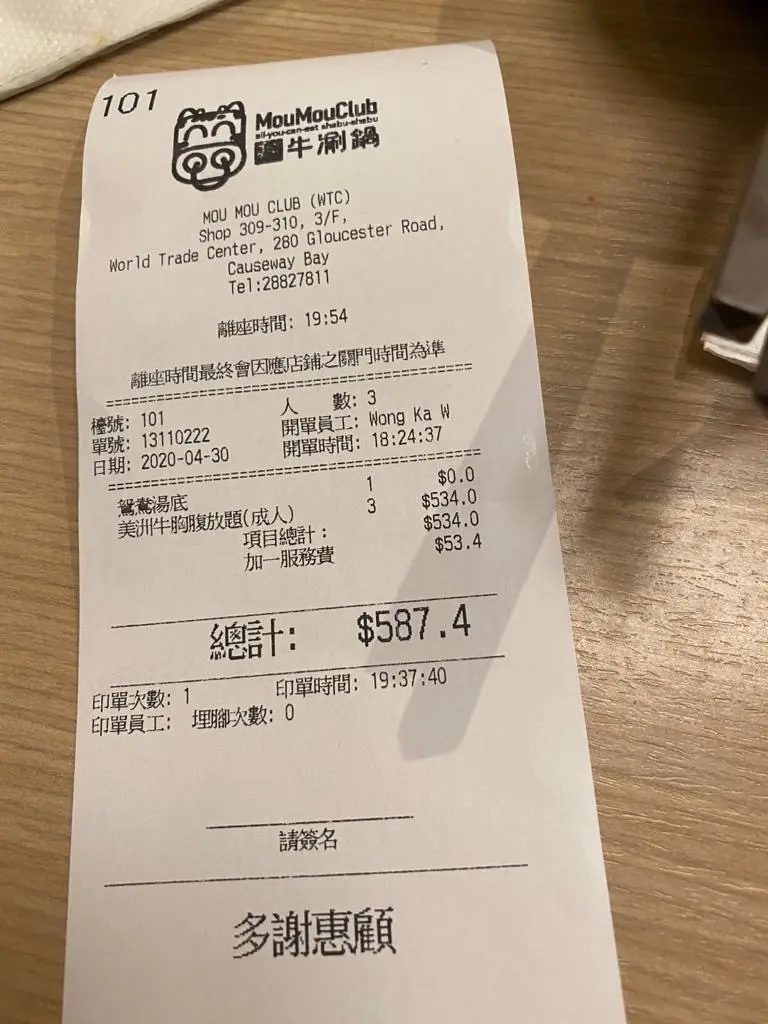 101
MouMouClub
all-you-can-eat shabu-shabu
牛涮鍋
MOU MOU CLUB (WTC)
Shop 309-310, 3/F,
World Trade Center, 280 Gloucester Road,
Causeway Bay
Tel:28827811
離座時間: 19:54
離座時間最終會因應店鋪之關門時間為準
檯號: 101 人 數: 3
單號: 13110222 開單員工: Wong Ka W
日期: 2020-04-30 開單時間: 18:24:37
鴛鴦湯底 1 $0.0
美洲牛胸腹放題(成人) 3 $534.0
項目總計: $534.0
加一服務費 $53.4
總計: $587.4
印單次數: 1 印單時間: 19:37:40
印單員工: 埋腳次數: 0
請簽名
多謝惠顧